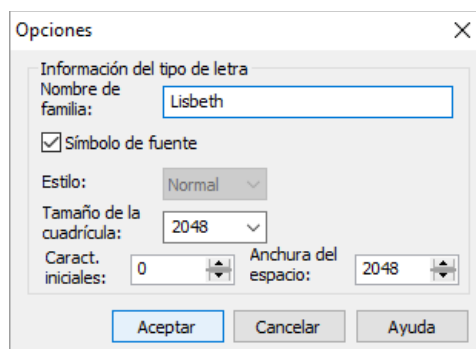 Opciones
Información del tipo de letra
Nombre de
familia:
Lisbeth
Símbolo de fuente
Estilo:
Normal
Tamaño de la
cuadrícula:
2048
Caract.
iniciales:
0
Anchura del
espacio:
2048
Aceptar
Cancelar
Ayuda